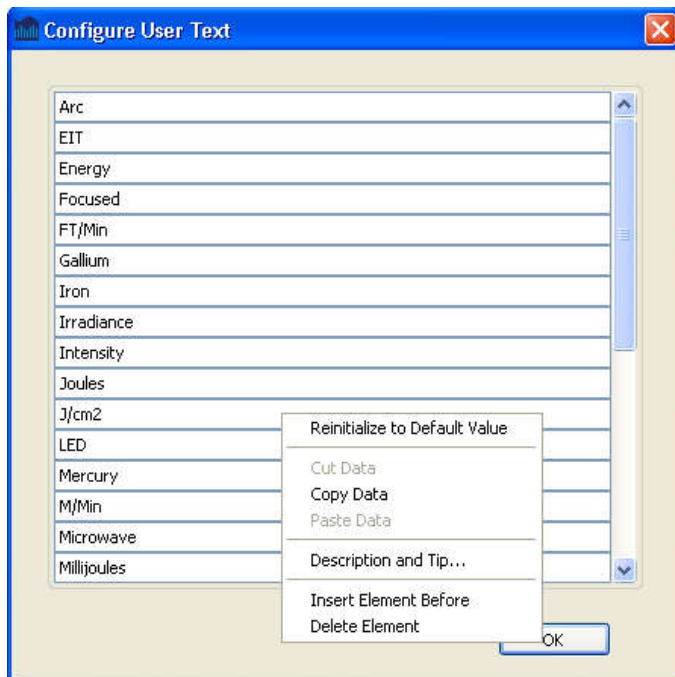 Configure User Text
Arc
EIT
Energy
Focused
FT/Min
Gallium
Iron
Irradiance
Intensity
Joules
J/cm2
LED
Mercury
M/Min
Microwave
Millijoules
Reinitialize to Default Value
Cut Data
Copy Data
Paste Data
Description and Tip...
Insert Element Before
Delete Element
OK